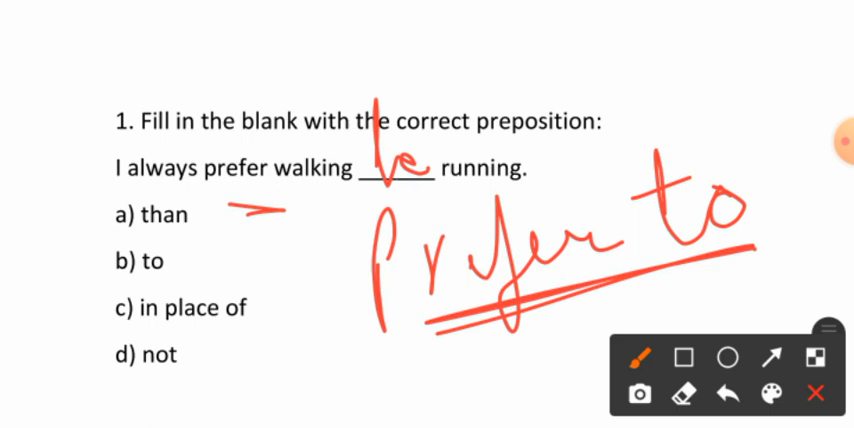 1. Fill in the blank with the correct preposition:
I always prefer walking ______ running.
a) than
b) to
c) in place of
d) not
Prefer to